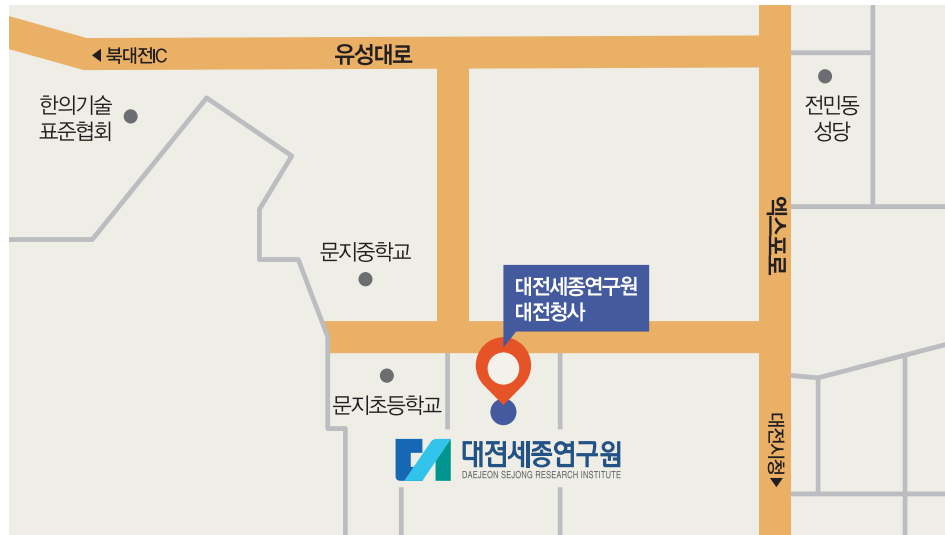 ◀ 북대전IC
유성대로
한의기술
표준협회
전민동
성당
엑스포로
문지중학교
대전세종연구원
대전청사
문지초등학교
대전시청▶
대전세종연구원
DAEJEON SEJONG RESEARCH INSTITUTE